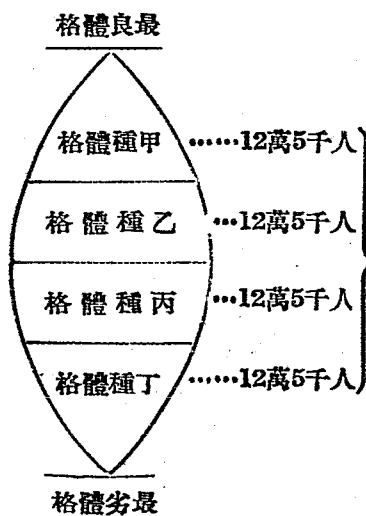 最良體格
甲種體格 ……12萬5千人
乙種體格 …12萬5千人
丙種體格 …12萬5千人
丁種體格 ……12萬5千人
最劣體格